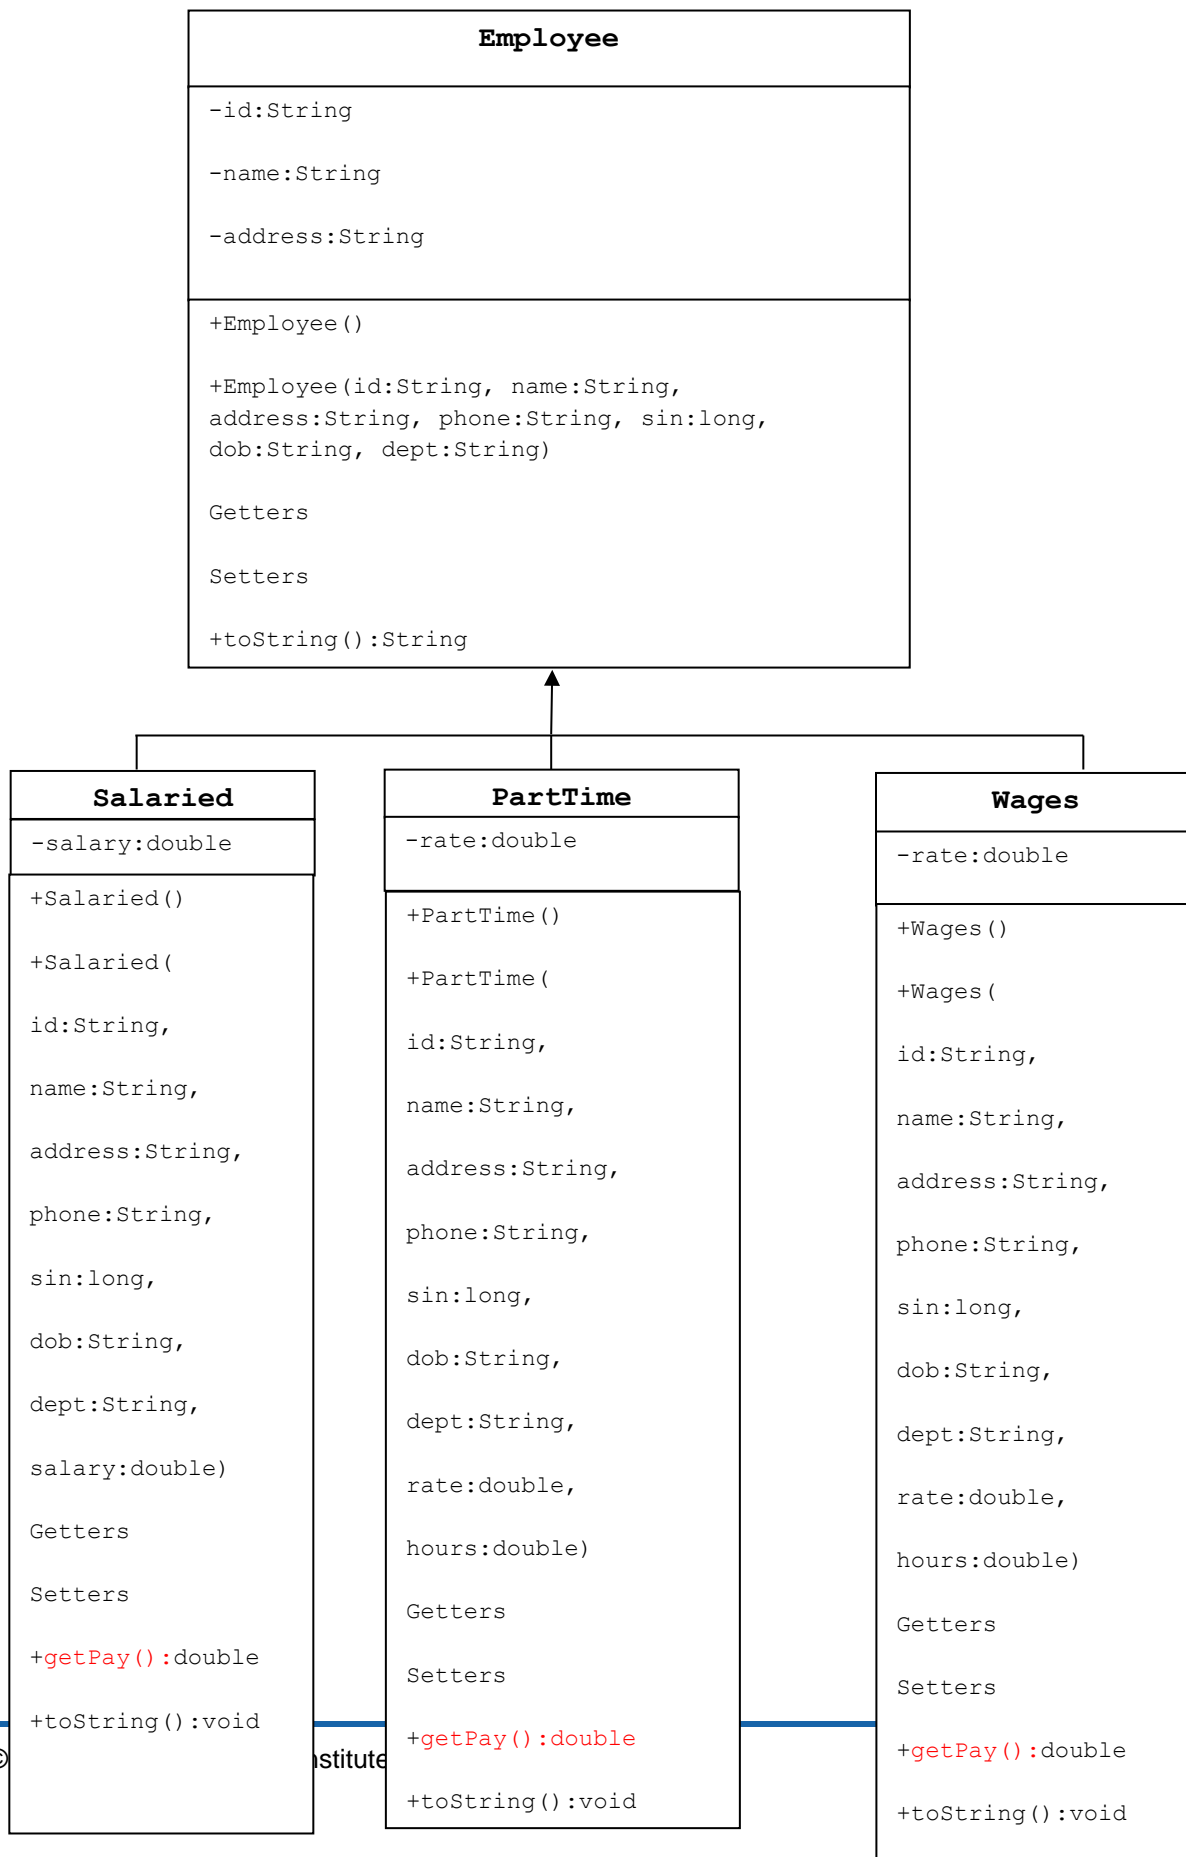 Employee
-id:String
-name:String
-address:String
+Employee()
+Employee(id:String, name:String,
address:String, phone:String, sin:long,
dob:String, dept:String)
Getters
Setters
+toString():String
Salaried
-salary:double
+Salaried()
+Salaried(
id:String,
name:String,
address:String,
phone:String,
sin:long,
dob:String,
dept:String,
salary:double)
Getters
Setters
+getPay():double
+toString():void
PartTime
-rate:double
+PartTime()
+PartTime(
id:String,
name:String,
address:String,
phone:String,
sin:long,
dob:String,
dept:String,
rate:double,
hours:double)
Getters
Setters
+getPay():double
+toString():void
Wages
-rate:double
+Wages()
+Wages(
id:String,
name:String,
address:String,
phone:String,
sin:long,
dob:String,
dept:String,
rate:double,
hours:double)
Getters
Setters
+getPay():double
+toString():void
©